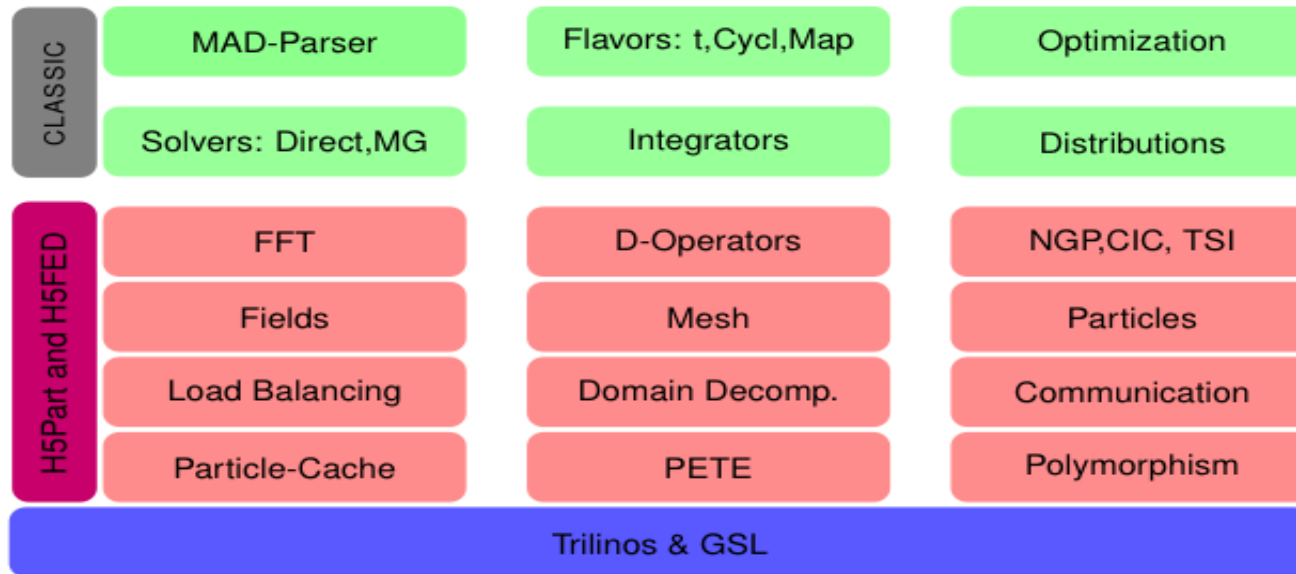 CLASSIC
MAD-Parser
Flavors: t,Cycl,Map
Optimization
Solvers: Direct,MG
Integrators
Distributions
H5Part and H5FED
FFT
D-Operators
NGP,CIC, TSI
Fields
Mesh
Particles
Load Balancing
Domain Decomp.
Communication
Particle-Cache
PETE
Polymorphism
Trilinos & GSL